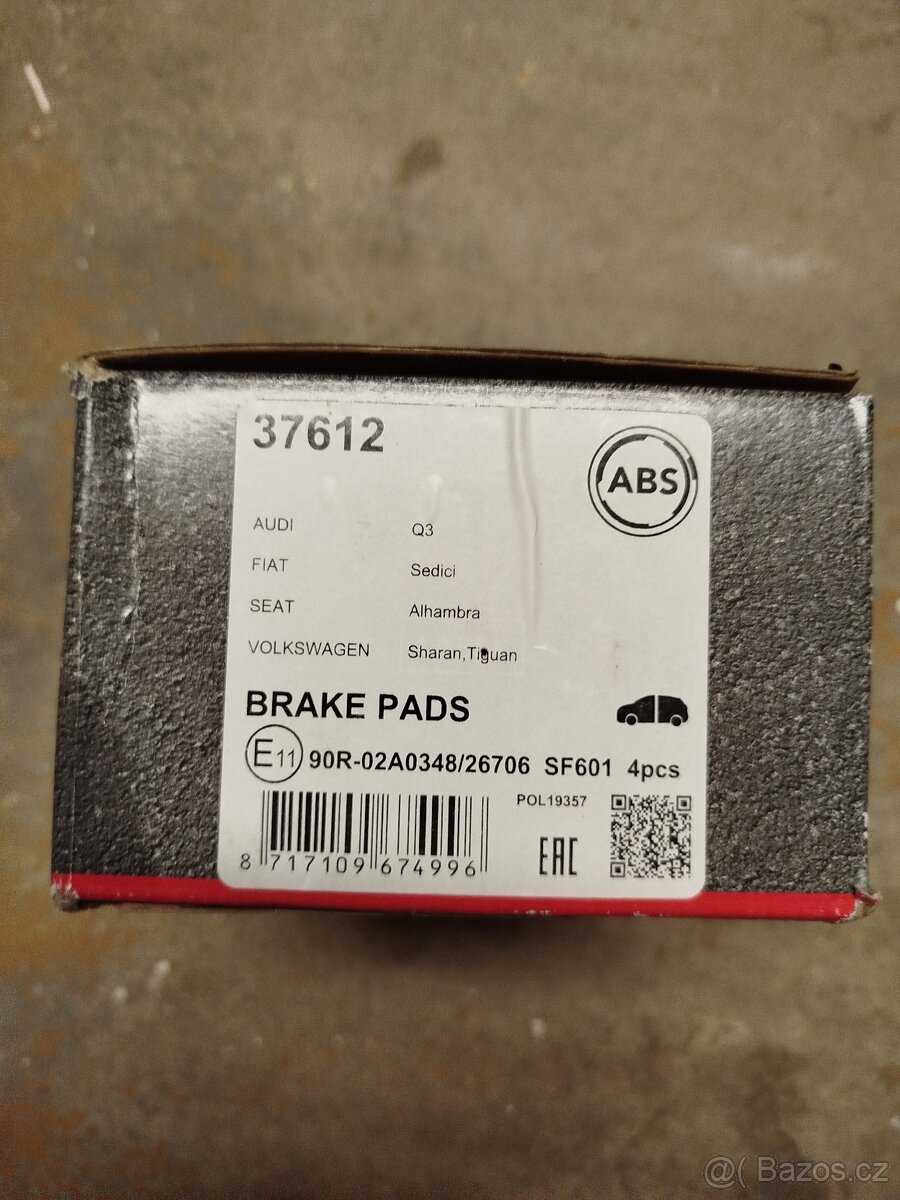 37612
ABS
AUDI Q3
FIAT Sedici
SEAT Alhambra
VOLKSWAGEN Sharan,Tiguan
BRAKE PADS
E11 90R-02A0348/26706 SF601 4pcs
POL19357
EAC
8 717109 674996
@( Bazos.cz